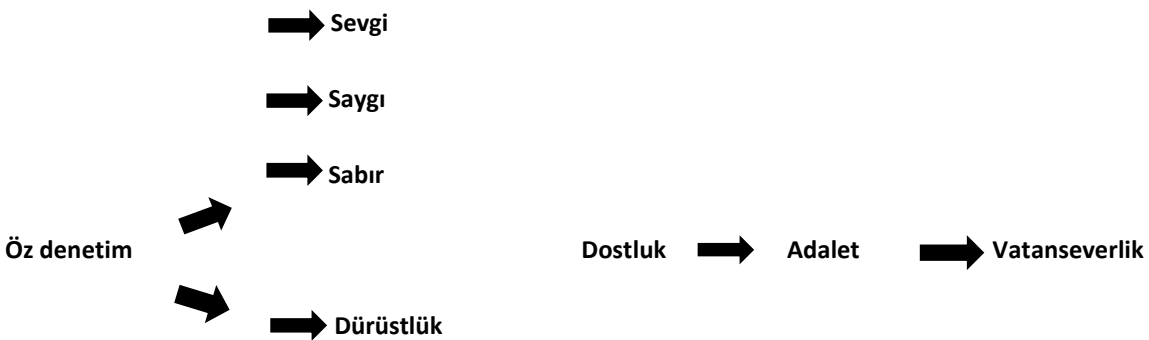 Sevgi
Saygı
Sabır
Öz denetim
Dostluk
Adalet
Vatanseverlik
Dürüstlük